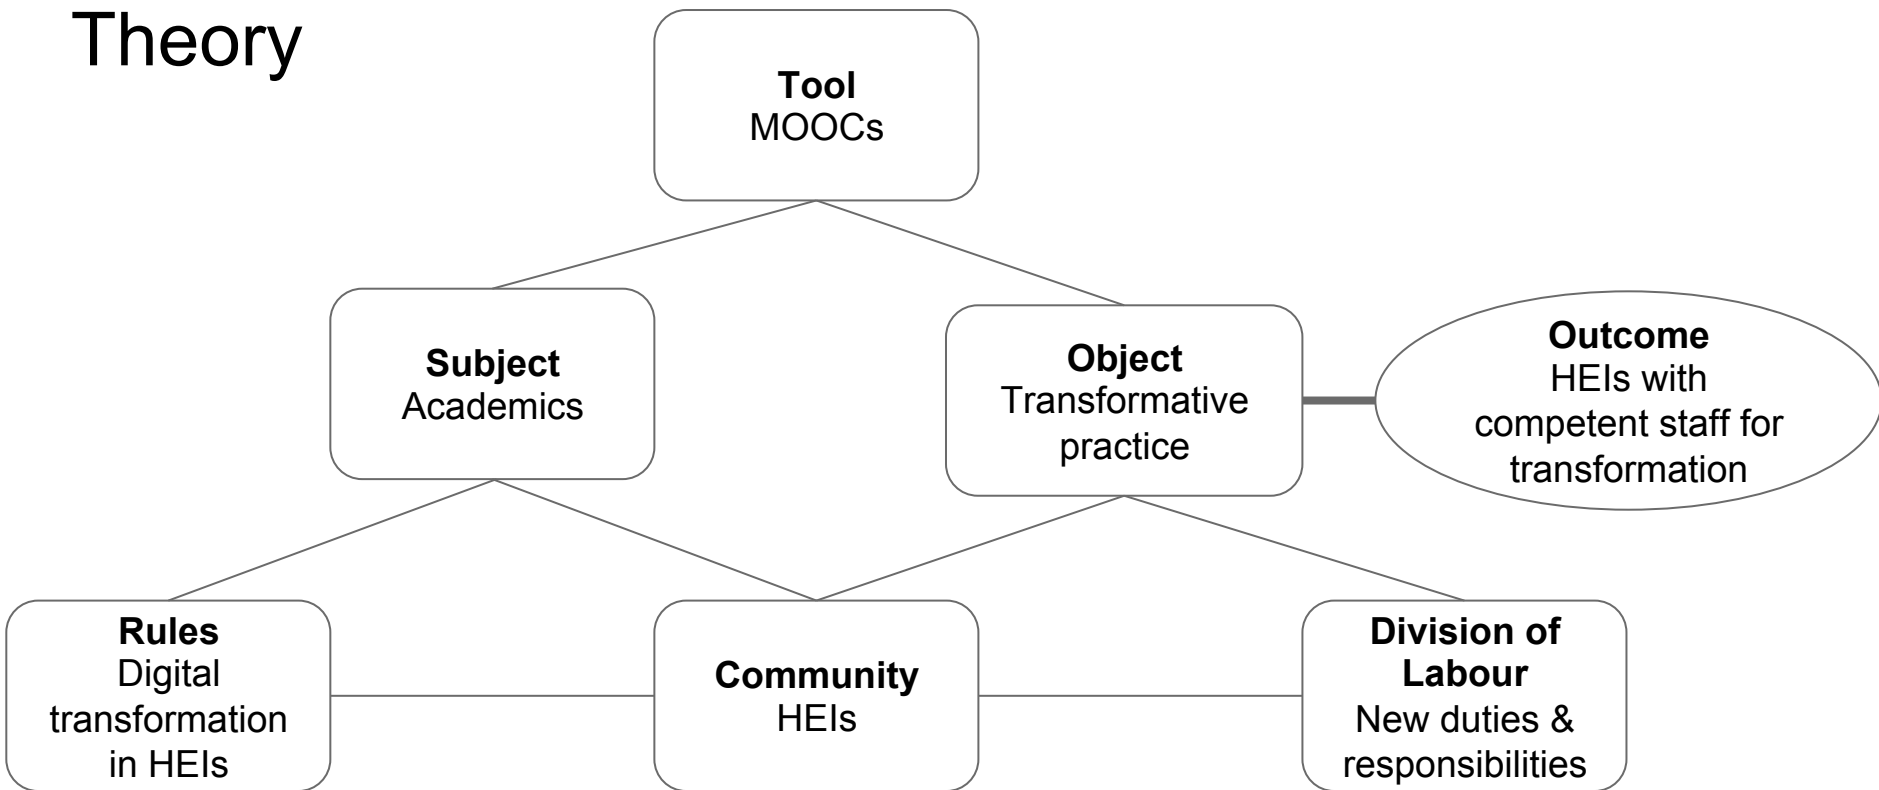 Theory
Tool
MOOCs
Subject
Academics
Object
Transformative
practice
Outcome
HEIs with
competent staff for
transformation
Rules
Digital
transformation
in HEIs
Community
HEIs
Division of
Labour
New duties &
responsibilities